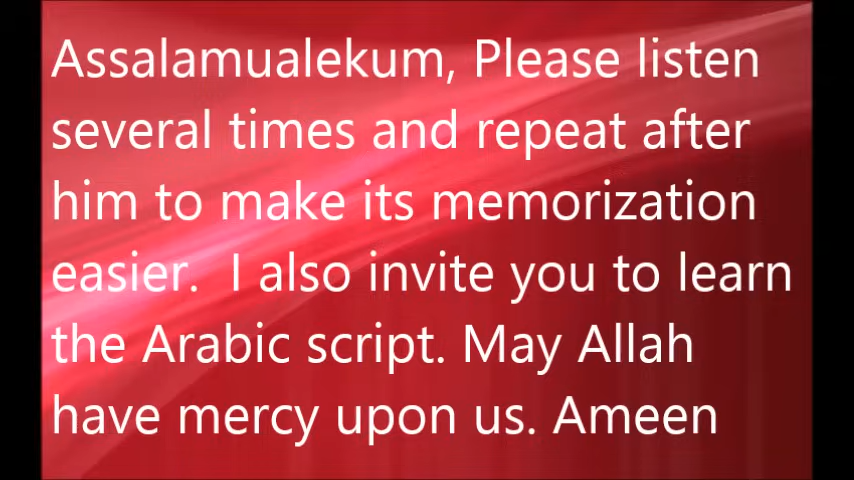 Assalamualekum, Please listen
several times and repeat after
him to make its memorization
easier.  I also invite you to learn
the Arabic script. May Allah
have mercy upon us. Ameen